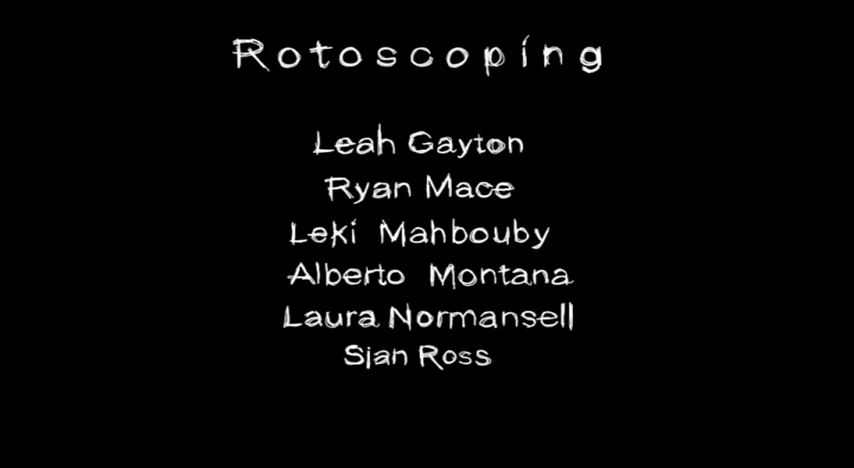 Rotoscoping
Leah Gayton
Ryan Mace
Leki Mahbouby
Alberto Montana
Laura Normansell
Sian Ross